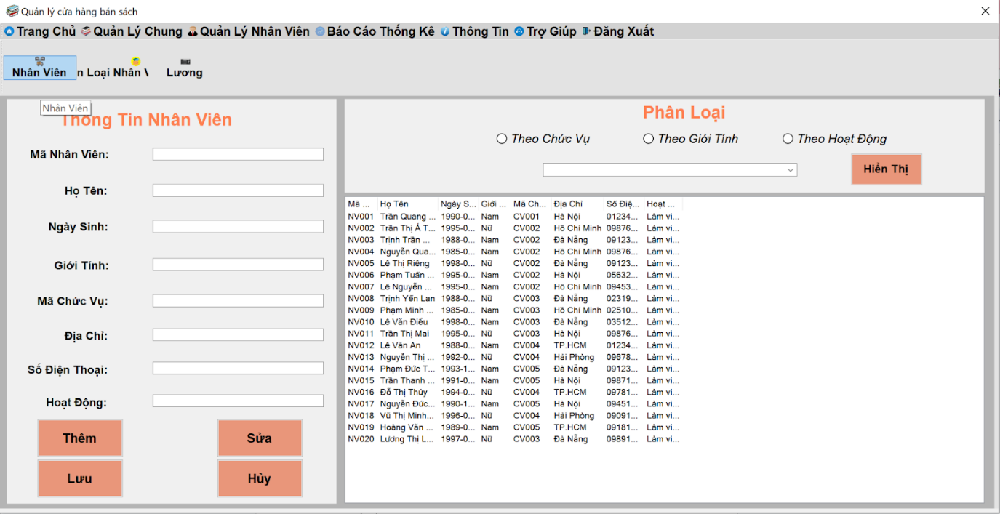 Quản lý cửa hàng bán sách
Trang Chủ Quản Lý Chung Quản Lý Nhân Viên Báo Cáo Thống Kê Thông Tin Trợ Giúp Đăng Xuất
Nhân Viên n Loại Nhân V Lương
Nhân Viên
Thông Tin Nhân Viên
Mã Nhân Viên:
Họ Tên:
Ngày Sinh:
Giới Tính:
Mã Chức Vụ:
Địa Chỉ:
Số Điện Thoại:
Hoạt Động:
Thêm Sửa
Lưu Hủy
Phân Loại
Theo Chức Vụ Theo Giới Tính Theo Hoạt Động
Hiển Thị
Mã ... Họ Tên Ngày S... Giới ... Mã Ch... Địa Chỉ Số Điệ... Hoạt ...
NV001 Trần Quang ... 1990-0... Nam CV001 Hà Nội 01234... Làm vi...
NV002 Trần Thị Á T... 1995-0... Nữ CV002 Hồ Chí Minh 09876... Làm vi...
NV003 Trịnh Trần ... 1988-0... Nam CV002 Đà Nẵng 09123... Làm vi...
NV004 Nguyễn Qua... 1985-0... Nam CV002 Hồ Chí Minh 09876... Làm vi...
NV005 Lê Thị Riêng 1998-0... Nữ CV002 Đà Nẵng 09123... Làm vi...
NV006 Phạm Tuấn ... 1995-0... Nam CV002 Hà Nội 05632... Làm vi...
NV007 Lê Nguyễn ... 1995-0... Nam CV002 Hồ Chí Minh 09453... Làm vi...
NV008 Trịnh Yến Lan 1988-0... Nữ CV003 Đà Nẵng 02319... Làm vi...
NV009 Phạm Minh ... 1985-0... Nam CV003 Hồ Chí Minh 02510... Làm vi...
NV010 Lê Văn Điểu 1998-0... Nam CV003 Đà Nẵng 03512... Làm vi...
NV011 Trần Thị Mai 1995-0... Nữ CV003 Hà Nội 09876... Làm vi...
NV012 Lê Văn An 1988-0... Nam CV004 TP.HCM 01234... Làm vi...
NV013 Nguyễn Thị ... 1992-0... Nữ CV004 Hải Phòng 09678... Làm vi...
NV014 Phạm Đức T... 1993-1... Nam CV005 Đà Nẵng 09123... Làm vi...
NV015 Trần Thanh ... 1991-0... Nam CV005 Hà Nội 09871... Làm vi...
NV016 Đỗ Thị Thúy 1994-0... Nữ CV004 TP.HCM 09781... Làm vi...
NV017 Nguyễn Đức... 1990-1... Nam CV005 Hà Nội 09451... Làm vi...
NV018 Vũ Thị Minh... 1996-0... Nữ CV004 Hải Phòng 09091... Làm vi...
NV019 Hoàng Văn ... 1989-0... Nam CV005 TP.HCM 09181... Làm vi...
NV020 Lương Thị L... 1997-0... Nữ CV003 Đà Nẵng 09891... Làm vi...